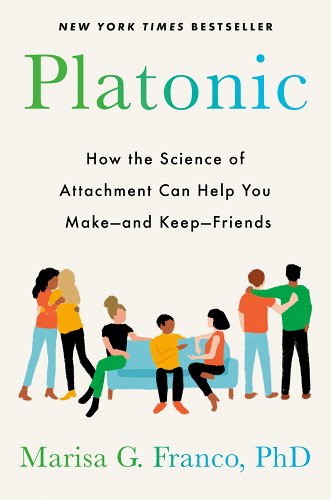 NEW YORK TIMES BESTSELLER
Platonic
How the Science of
Attachment Can Help You
Make—and Keep—Friends
Marisa G. Franco, PhD